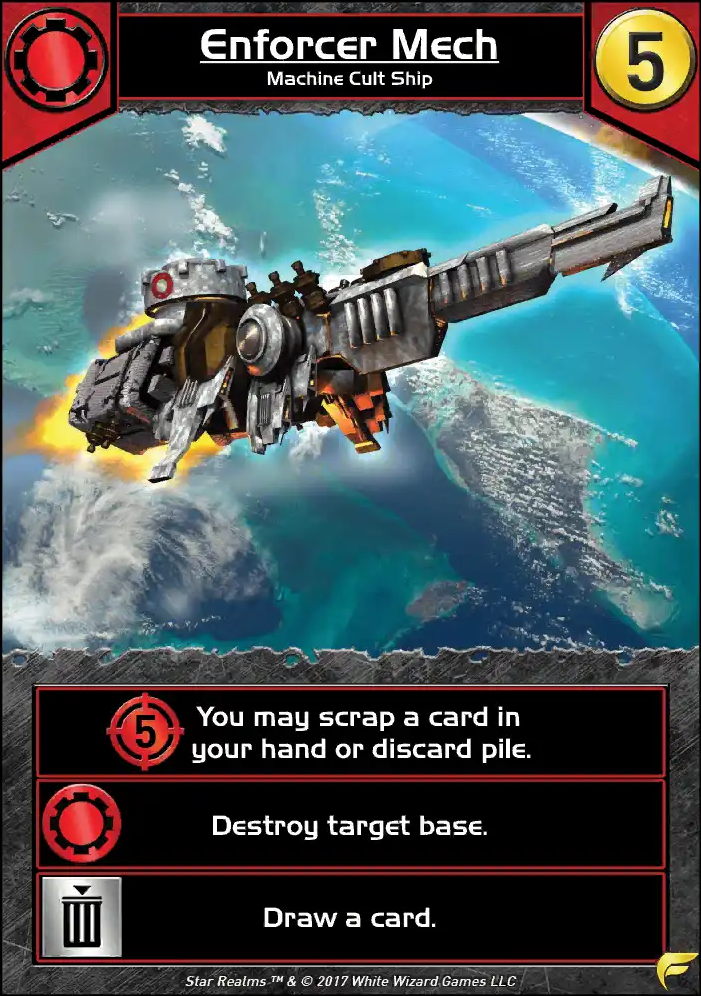 Enforcer Mech
5
Machine Cult Ship
5
You may scrap a card in
your hand or discard pile.
Destroy target base.
Draw a card.
Star Realms ™ & © 2017 White Wizard Games LLC